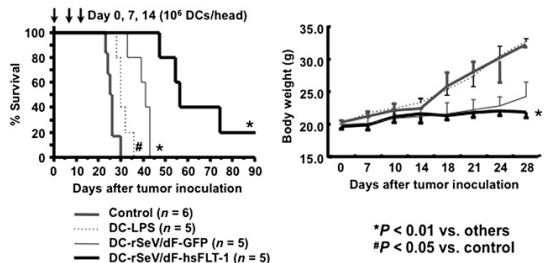 Day 0, 7, 14 (10⁶ DCs/head)
% Survival
100
80
60
40
20
0
#
*
*
0 10 20 30 40 50 60 70 80 90
Days after tumor inoculation
Body weight (g)
35.0
30.0
25.0
20.0
15.0
*
0 7 10 14 18 21 24 28
Days after tumor inoculation
Control (n = 6)
DC-LPS (n = 5)
DC-rSeV/dF-GFP (n = 5)
DC-rSeV/dF-hsFLT-1 (n = 5)
*P < 0.01 vs. others
#P < 0.05 vs. control